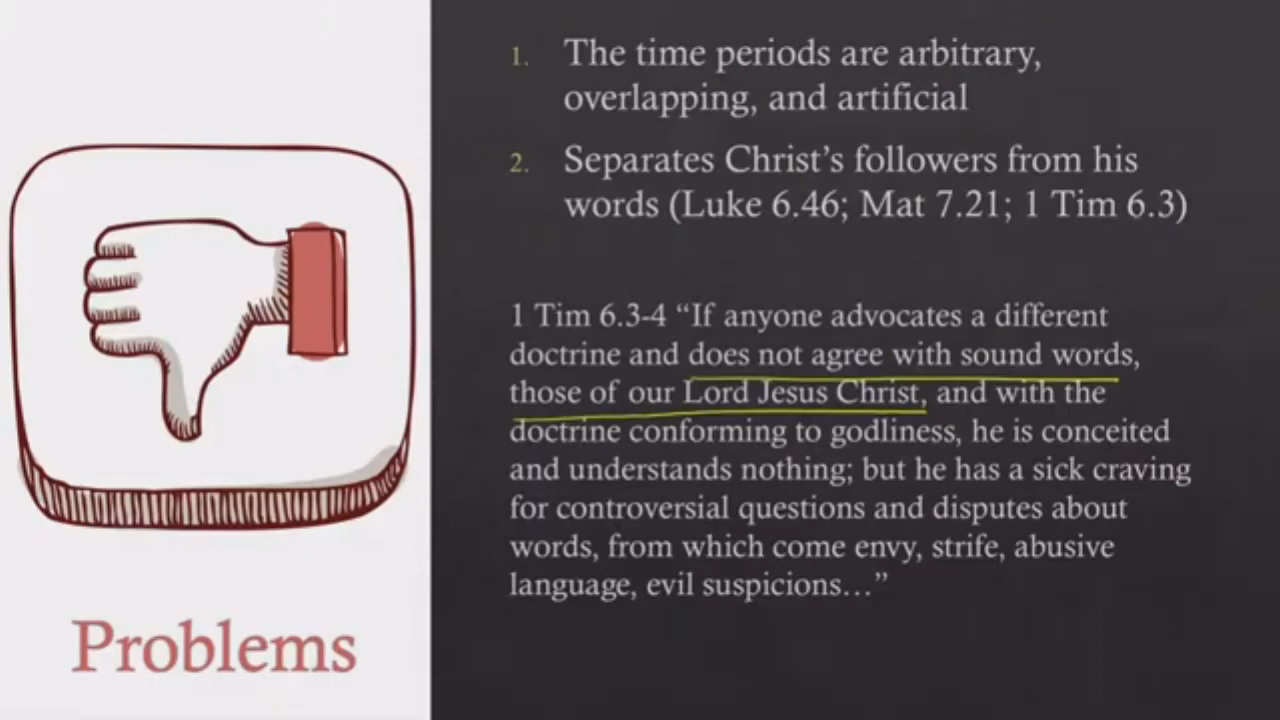 1. The time periods are arbitrary,
overlapping, and artificial
2. Separates Christ’s followers from his
words (Luke 6.46; Mat 7.21; 1 Tim 6.3)
1 Tim 6.3-4 “If anyone advocates a different
doctrine and does not agree with sound words,
those of our Lord Jesus Christ, and with the
doctrine conforming to godliness, he is conceited
and understands nothing; but he has a sick craving
for controversial questions and disputes about
words, from which come envy, strife, abusive
language, evil suspicions…”
Problems